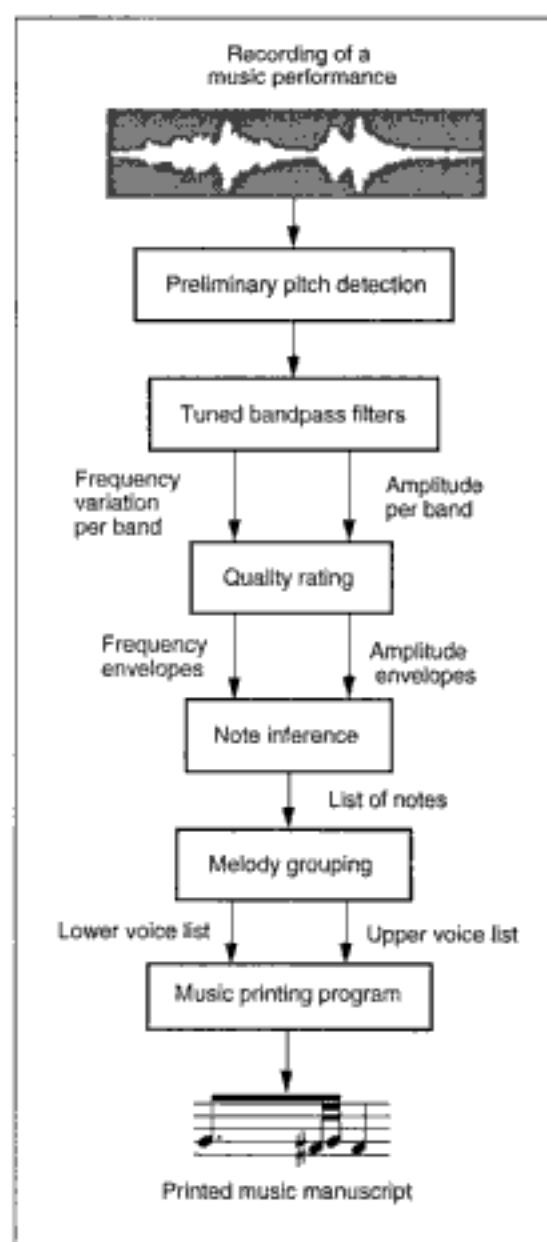 Recording of a
music performance
Preliminary pitch detection
Tuned bandpass filters
Frequency
variation
per band
Amplitude
per band
Quality rating
Frequency
envelopes
Amplitude
envelopes
Note inference
List of notes
Melody grouping
Lower voice list
Upper voice list
Music printing program
Printed music manuscript